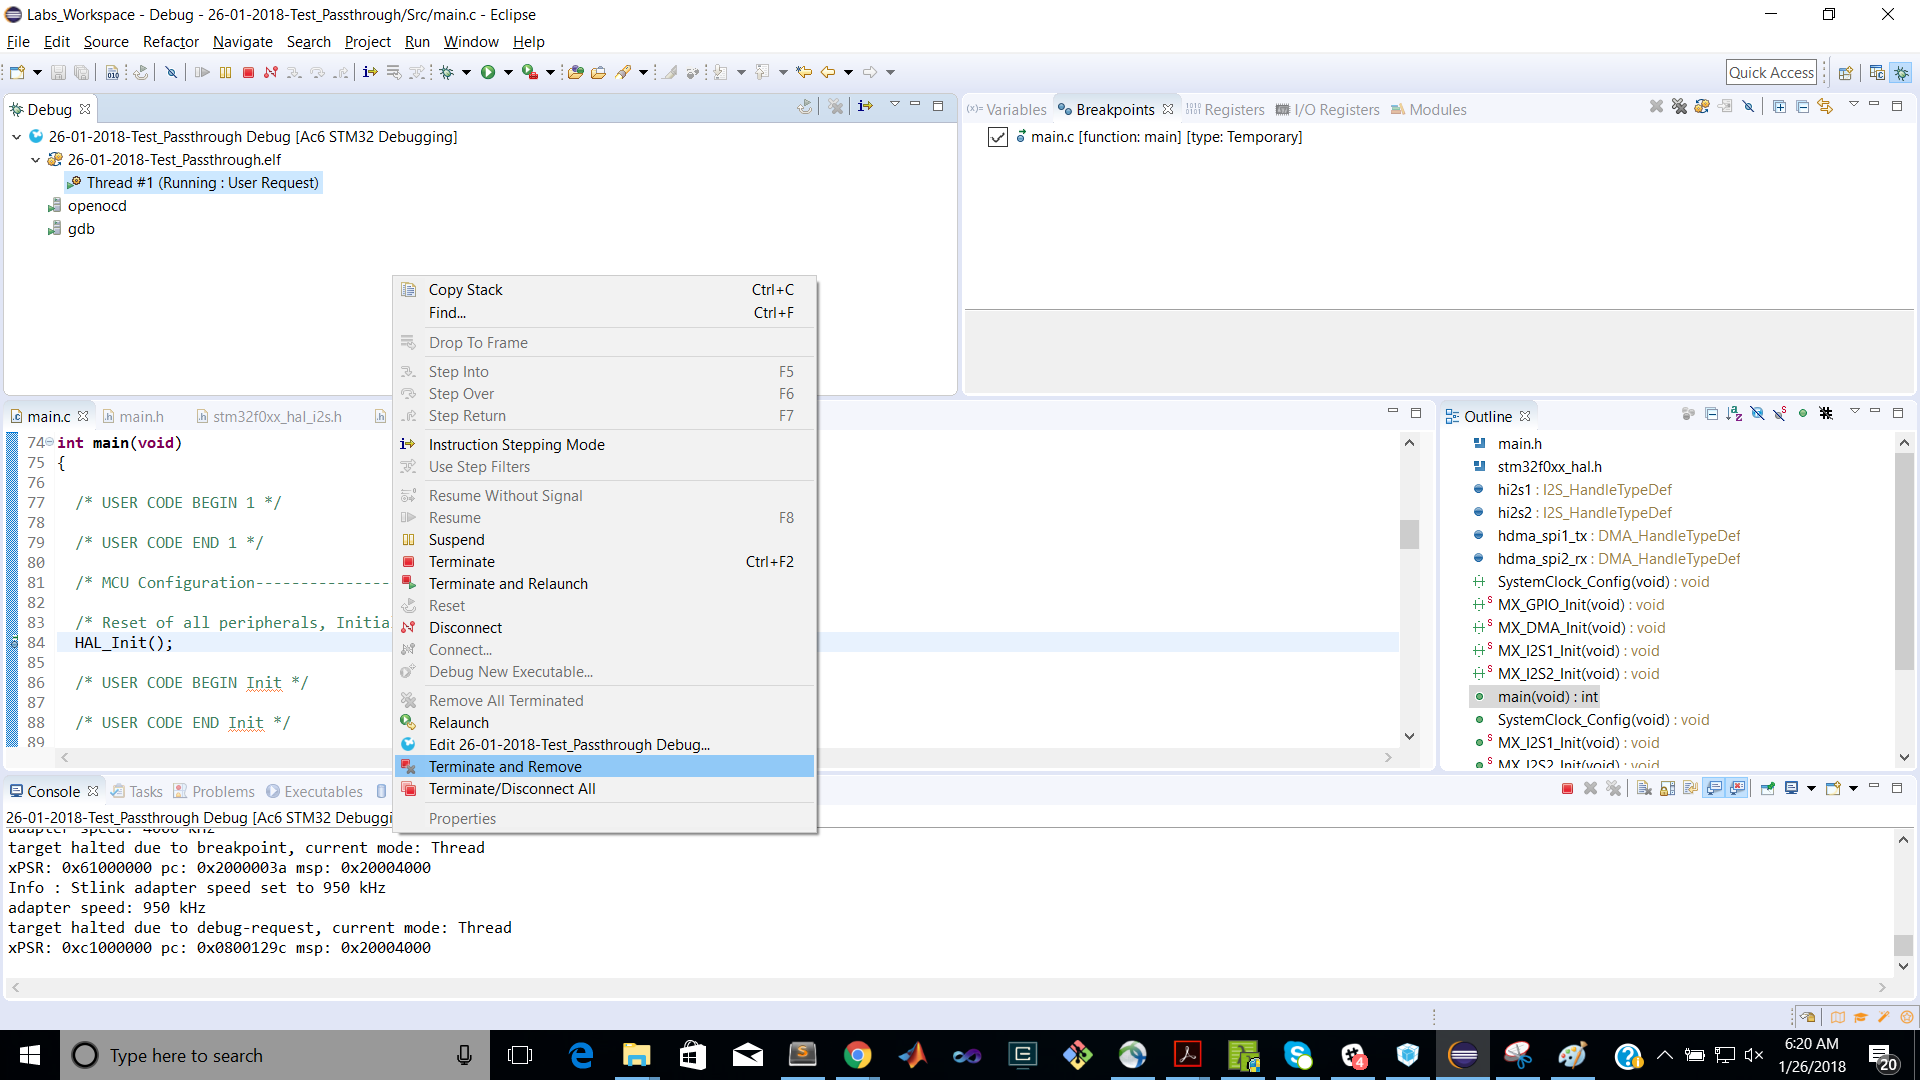 Labs_Workspace - Debug - 26-01-2018-Test_Passthrough/Src/main.c - Eclipse
File Edit Source Refactor Navigate Search Project Run Window Help
Quick Access
Debug
Variables Breakpoints Registers I/O Registers Modules
26-01-2018-Test_Passthrough Debug [Ac6 STM32 Debugging]
26-01-2018-Test_Passthrough.elf
Thread #1 (Running : User Request)
openocd
gdb
main.c [function: main] [type: Temporary]
Copy Stack Ctrl+C
Find... Ctrl+F
Drop To Frame
Step Into F5
Step Over F6
Step Return F7
Instruction Stepping Mode
Use Step Filters
Resume Without Signal
Resume F8
Suspend
Terminate Ctrl+F2
Terminate and Relaunch
Reset
Disconnect
Connect...
Debug New Executable...
Remove All Terminated
Relaunch
Edit 26-01-2018-Test_Passthrough Debug...
Terminate and Remove
Terminate/Disconnect All
Properties
main.c main.h stm32f0xx_hal_i2s.h
74 int main(void)
75 {
76
77 /* USER CODE BEGIN 1 */
78
79 /* USER CODE END 1 */
80
81 /* MCU Configuration---------------
82
83 /* Reset of all peripherals, Initia
84 HAL_Init();
85
86 /* USER CODE BEGIN Init */
87
88 /* USER CODE END Init */
89
Outline
main.h
stm32f0xx_hal.h
hi2s1 : I2S_HandleTypeDef
hi2s2 : I2S_HandleTypeDef
hdma_spi1_tx : DMA_HandleTypeDef
hdma_spi2_rx : DMA_HandleTypeDef
SystemClock_Config(void) : void
MX_GPIO_Init(void) : void
MX_DMA_Init(void) : void
MX_I2S1_Init(void) : void
MX_I2S2_Init(void) : void
main(void) : int
SystemClock_Config(void) : void
MX_I2S1_Init(void) : void
MX_I2S2_Init(void) : void
Console Tasks Problems Executables
26-01-2018-Test_Passthrough Debug [Ac6 STM32 Debuggi
adapter speed: 4000 kHz
target halted due to breakpoint, current mode: Thread
xPSR: 0x61000000 pc: 0x2000003a msp: 0x20004000
Info : Stlink adapter speed set to 950 kHz
adapter speed: 950 kHz
target halted due to debug-request, current mode: Thread
xPSR: 0xc1000000 pc: 0x0800129c msp: 0x20004000
Type here to search
6:20 AM
1/26/2018
20